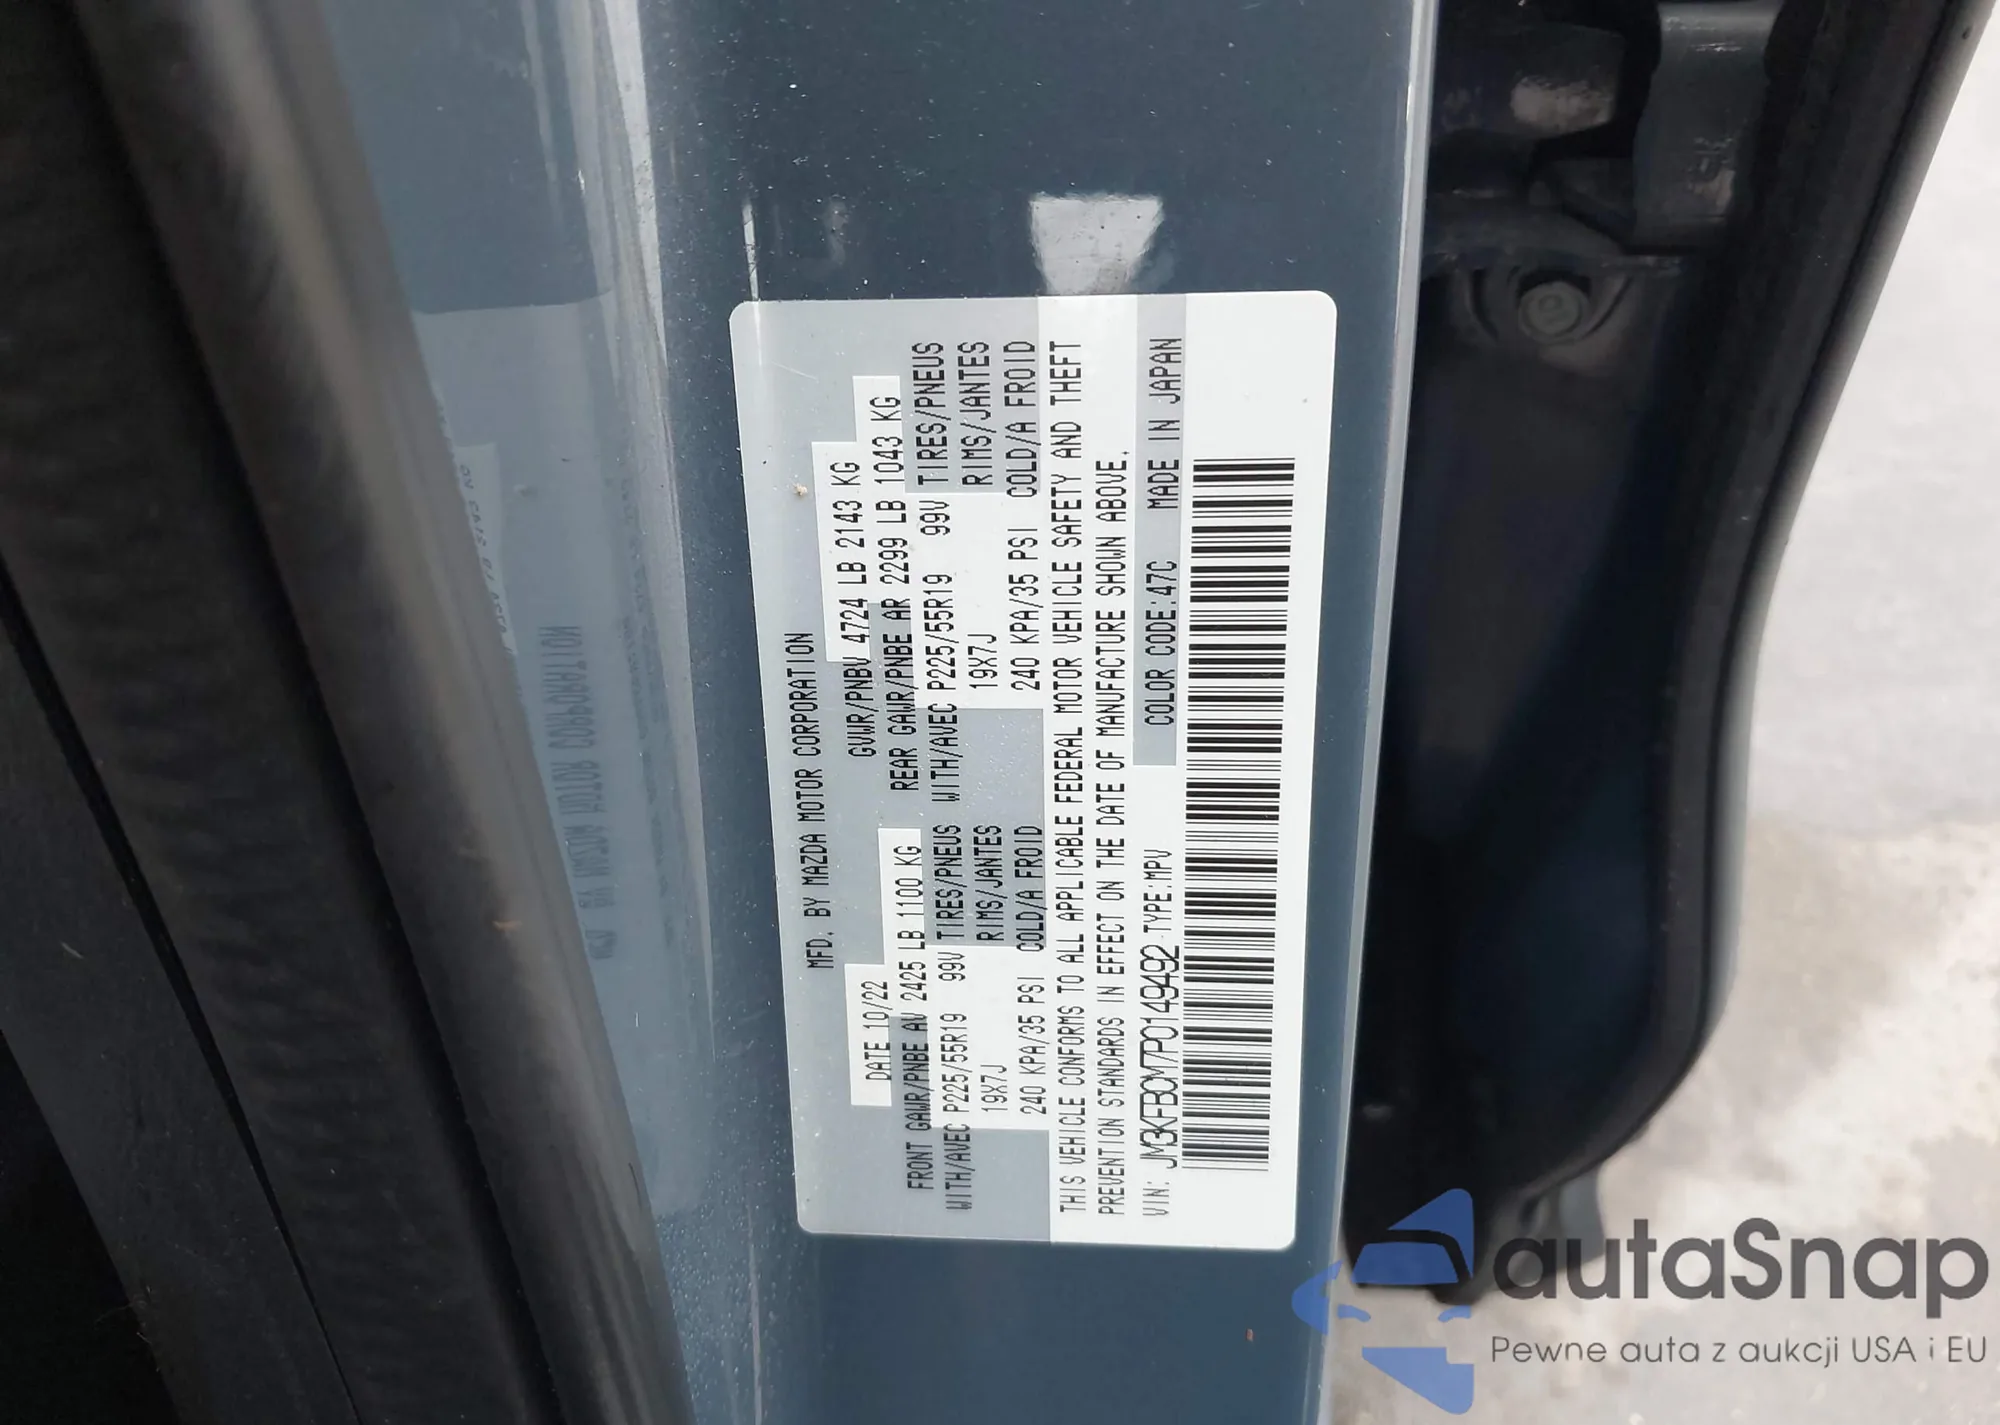 MFD. BY MAZDA MOTOR CORPORATION
DATE 10/22 GVWR/PNBV 4724 LB 2143 KG
FRONT GAWR/PNBE AV 2425 LB 1100 KG REAR GAWR/PNBE AR 2299 LB 1043 KG
WITH/AVEC P225/55R19 99V TIRES/PNEUS WITH/AVEC P225/55R19 99V TIRES/PNEUS
19X7J RIMS/JANTES 19X7J RIMS/JANTES
240 KPA/35 PSI COLD/A FROID 240 KPA/35 PSI COLD/A FROID
THIS VEHICLE CONFORMS TO ALL APPLICABLE FEDERAL MOTOR VEHICLE SAFETY AND THEFT
PREVENTION STANDARDS IN EFFECT ON THE DATE OF MANUFACTURE SHOWN ABOVE.
VIN: JM3KFBCM7P0149492 TYPE:MPV COLOR CODE:47C MADE IN JAPAN
autaSnap
Pewne auta z aukcji USA i EU